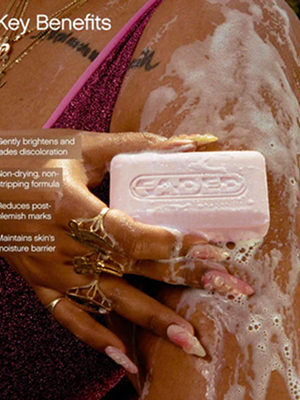 Key Benefits
Gently brightens and
fades discoloration
Non-drying, non-
stripping formula
Reduces post-
blemish marks
Maintains skin's
moisture barrier
FADED